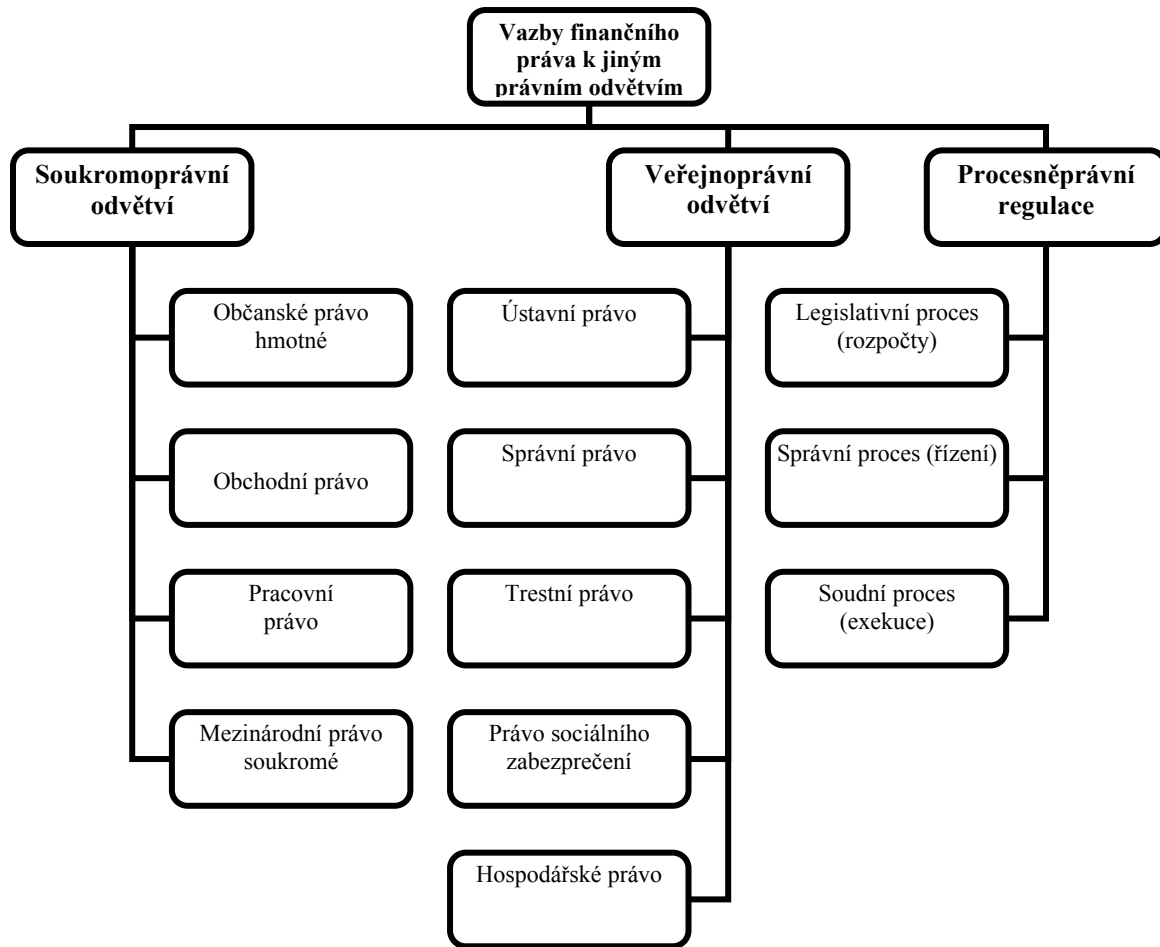 Vazby finančního
práva k jiným
právním odvětvím
Soukromoprávní
odvětví
Veřejnoprávní
odvětví
Procesněprávní
regulace
Občanské právo
hmotné
Ústavní právo
Legislativní proces
(rozpočty)
Obchodní právo
Správní právo
Správní proces (řízení)
Pracovní
právo
Trestní právo
Soudní proces
(exekuce)
Mezinárodní právo
soukromé
Právo sociálního
zabezprečení
Hospodářské právo